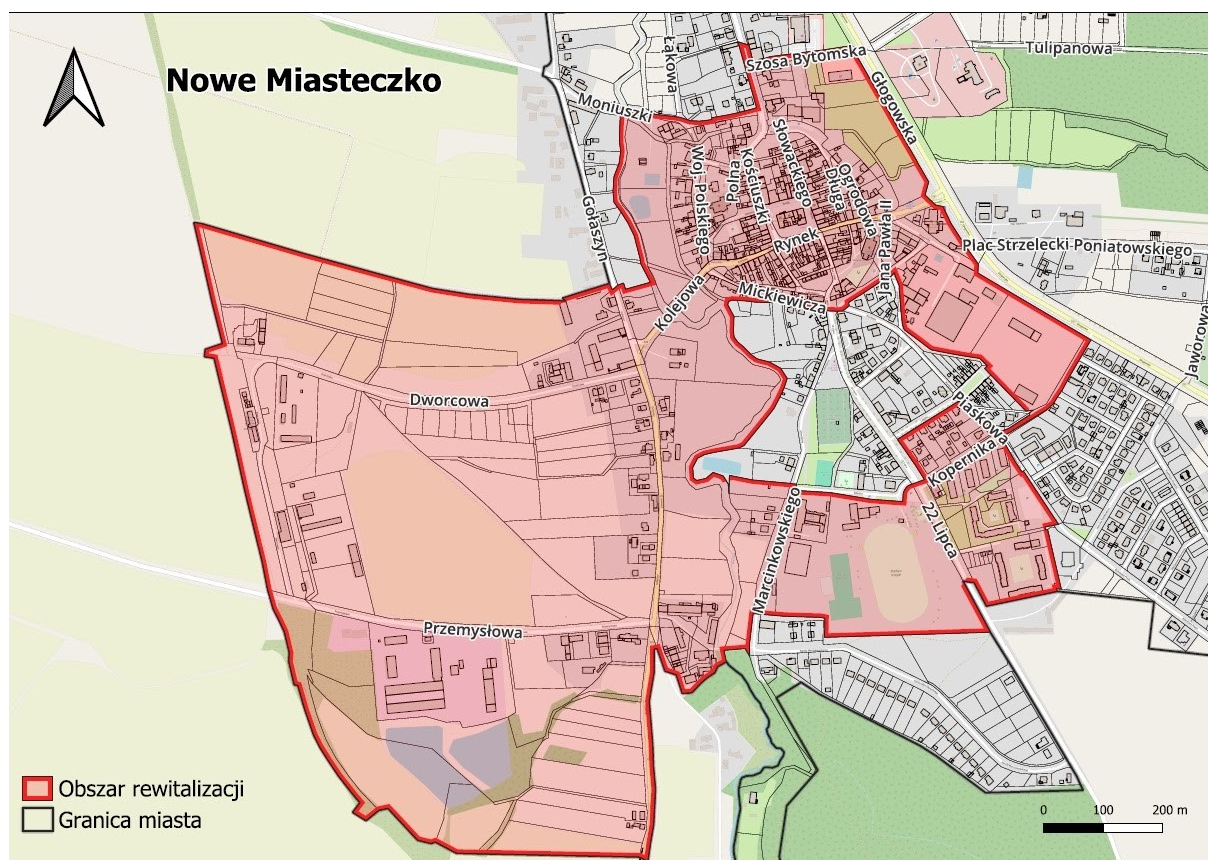 Nowe Miasteczko
Łąkowa
Szosa Bytomska
Tulipanowa
Moniuszki
Głogowska
Słowackiego
Woj. Polskiego
Polna
Kościuszki
Ogrodowa
Długa
Gołaszyn
Jana Pawła II
Rynek
Plac Strzelecki-Poniatowskiego
Kolejowa
Mickiewicza
Jaworowa
Dworcowa
Piaskowa
Kopernika
22 Lipca
Marcinkowskiego
Przemysłowa
Obszar rewitalizacji
Granica miasta
0 100 200 m